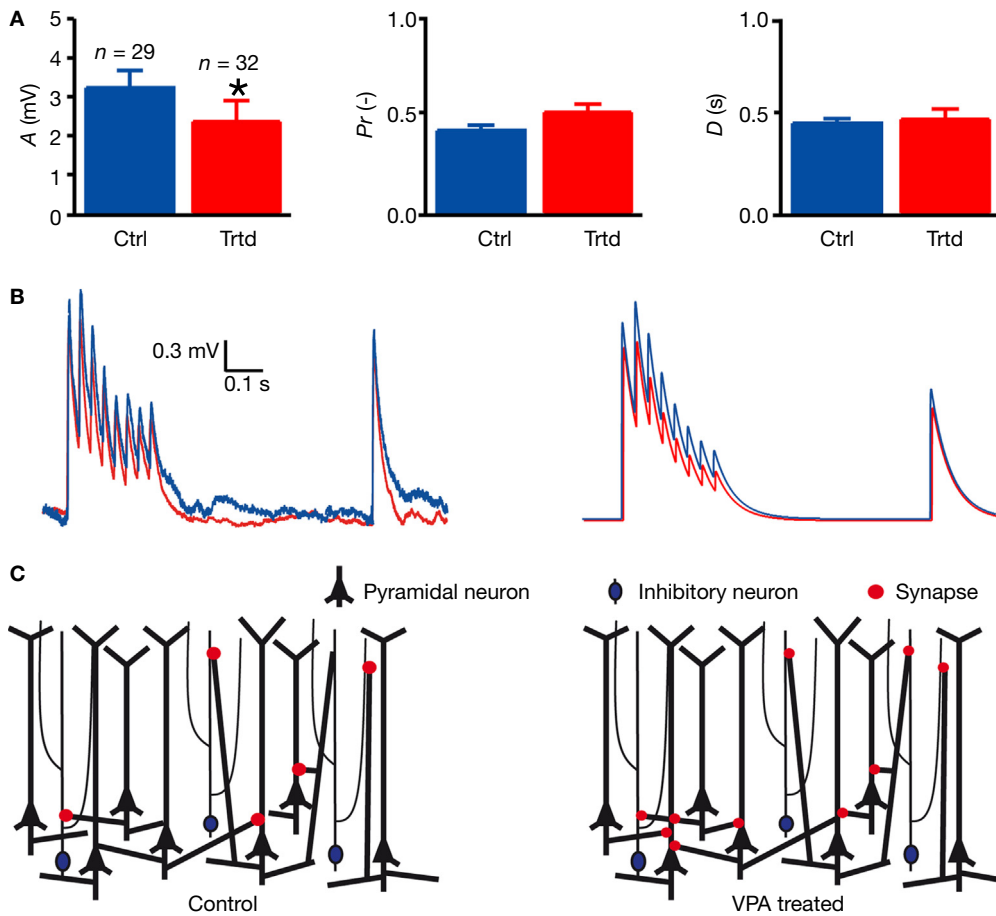 A
5
4
3
2
1
0
A (mV)
n = 29
n = 32
*
Ctrl
Trtd
1.0
0.5
0.0
Pr (-)
Ctrl
Trtd
1.0
0.5
0.0
D (s)
Ctrl
Trtd
B
0.3 mV
0.1 s
C
Pyramidal neuron
Inhibitory neuron
Synapse
Control
VPA treated